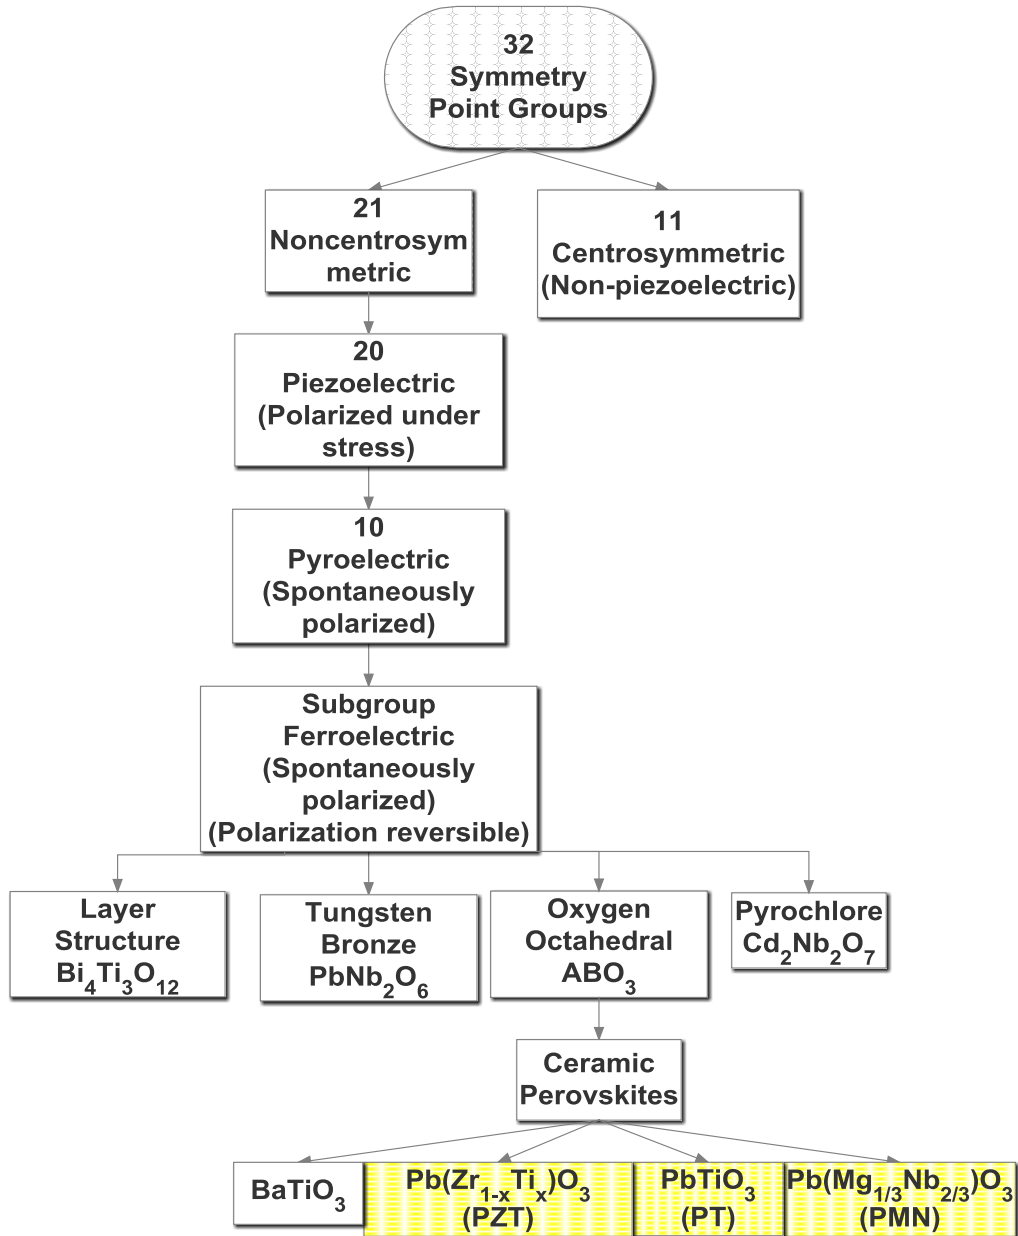 32
Symmetry
Point Groups
21
Noncentrosym
metric
11
Centrosymmetric
(Non-piezoelectric)
20
Piezoelectric
(Polarized under
stress)
10
Pyroelectric
(Spontaneously
polarized)
Subgroup
Ferroelectric
(Spontaneously
polarized)
(Polarization reversible)
Layer
Structure
Bi₄Ti₃O₁₂
Tungsten
Bronze
PbNb₂O₆
Oxygen
Octahedral
ABO₃
Pyrochlore
Cd₂Nb₂O₇
Ceramic
Perovskites
BaTiO₃
Pb(Zr₁₋ₓTiₓ)O₃
(PZT)
PbTiO₃
(PT)
Pb(Mg₁/₃Nb₂/₃)O₃
(PMN)